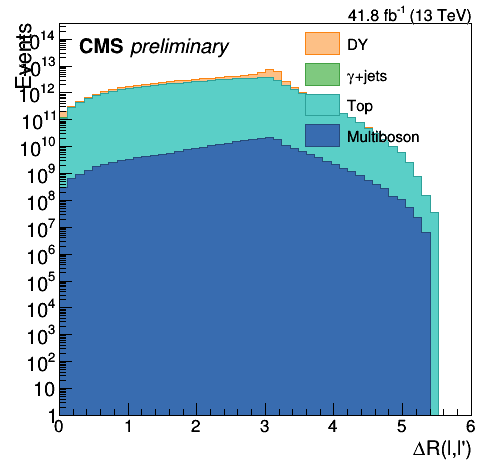 41.8 fb⁻¹ (13 TeV)
Events
CMS preliminary
DY
γ+jets
Top
Multiboson
10¹⁴
10¹³
10¹²
10¹¹
10¹⁰
10⁹
10⁸
10⁷
10⁶
10⁵
10⁴
10³
10²
10
1
0 1 2 3 4 5 6
ΔR(l,l')